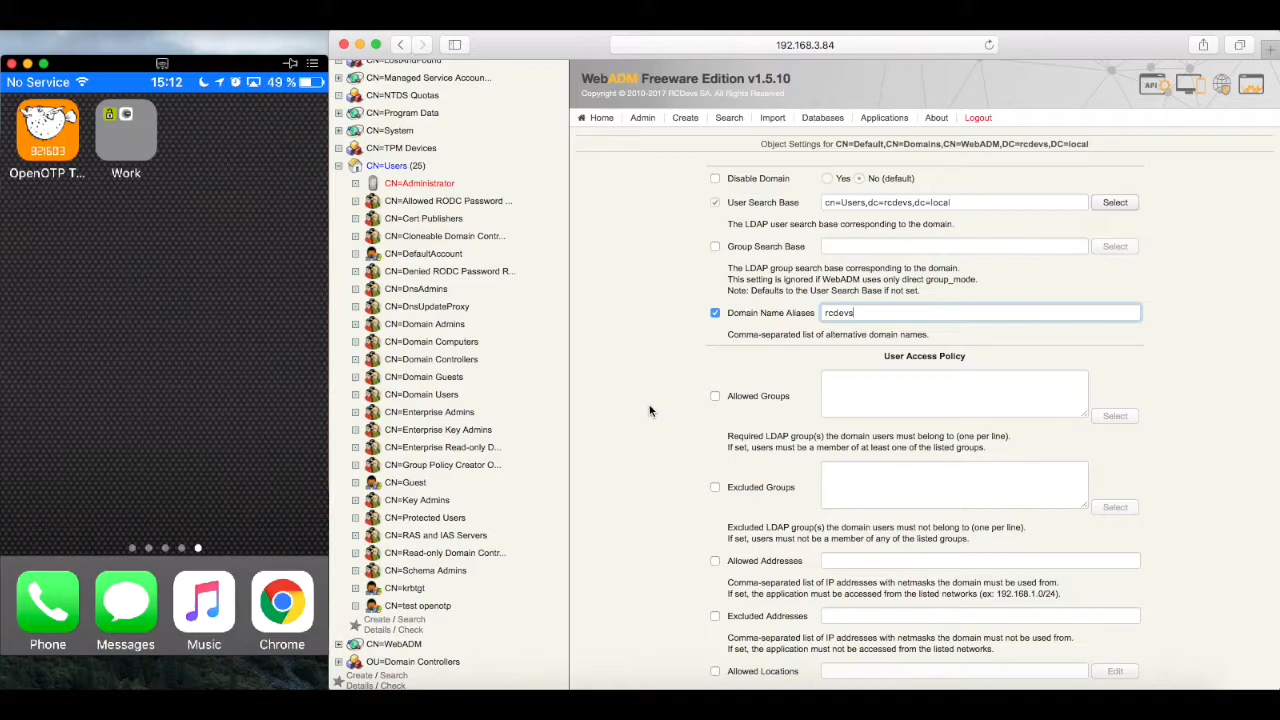 No Service 15:12 49 %
821603
OpenOTP T... Work
Phone Messages Music Chrome
192.168.3.84
CN=LostAndFound
CN=Managed Service Accoun...
CN=NTDS Quotas
CN=Program Data
CN=System
CN=TPM Devices
CN=Users (25)
CN=Administrator
CN=Allowed RODC Password ...
CN=Cert Publishers
CN=Cloneable Domain Contr...
CN=DefaultAccount
CN=Denied RODC Password R...
CN=DnsAdmins
CN=DnsUpdateProxy
CN=Domain Admins
CN=Domain Computers
CN=Domain Controllers
CN=Domain Guests
CN=Domain Users
CN=Enterprise Admins
CN=Enterprise Key Admins
CN=Enterprise Read-only D...
CN=Group Policy Creator O...
CN=Guest
CN=Key Admins
CN=Protected Users
CN=RAS and IAS Servers
CN=Read-only Domain Contr...
CN=Schema Admins
CN=krbtgt
CN=test openotp
Create / Search
Details / Check
CN=WebADM
OU=Domain Controllers
Create / Search
Details / Check
WebADM Freeware Edition v1.5.10
Copyright © 2010-2017 RCDevs SA. All Rights Reserved
API
Home Admin Create Search Import Databases Applications About Logout
Object Settings for CN=Default,CN=Domains,CN=WebADM,DC=rcdevs,DC=local
Disable Domain Yes No (default)
User Search Base cn=Users,dc=rcdevs,dc=local Select
The LDAP user search base corresponding to the domain.
Group Search Base Select
The LDAP group search base corresponding to the domain.
This setting is ignored if WebADM uses only direct group_mode.
Note: Defaults to the User Search Base if not set.
Domain Name Aliases rcdevs
Comma-separated list of alternative domain names.
User Access Policy
Allowed Groups
Select
Required LDAP group(s) the domain users must belong to (one per line).
If set, users must be a member of at least one of the listed groups.
Excluded Groups
Select
Excluded LDAP group(s) the domain users must not belong to (one per line).
If set, users must not be a member of any of the listed groups.
Allowed Addresses
Comma-separated list of IP addresses with netmasks the domain must be used from.
If set, the application must be accessed from the listed networks (ex: 192.168.1.0/24).
Excluded Addresses
Comma-separated list of IP addresses with netmasks the domain must not be used from.
If set, the application must not be accessed from the listed networks.
Allowed Locations Edit